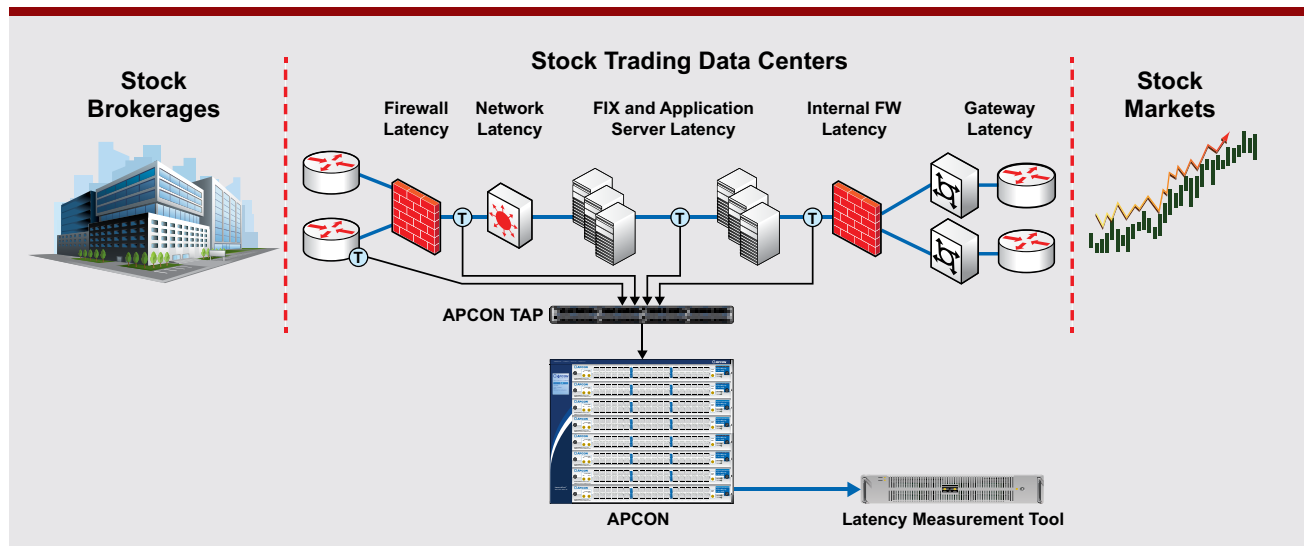 Stock Trading Data Centers
Stock
Brokerages
Stock
Markets
Firewall
Latency
Network
Latency
FIX and Application
Server Latency
Internal FW
Latency
Gateway
Latency
T
T
T
T
APCON TAP
APCON
Latency Measurement Tool